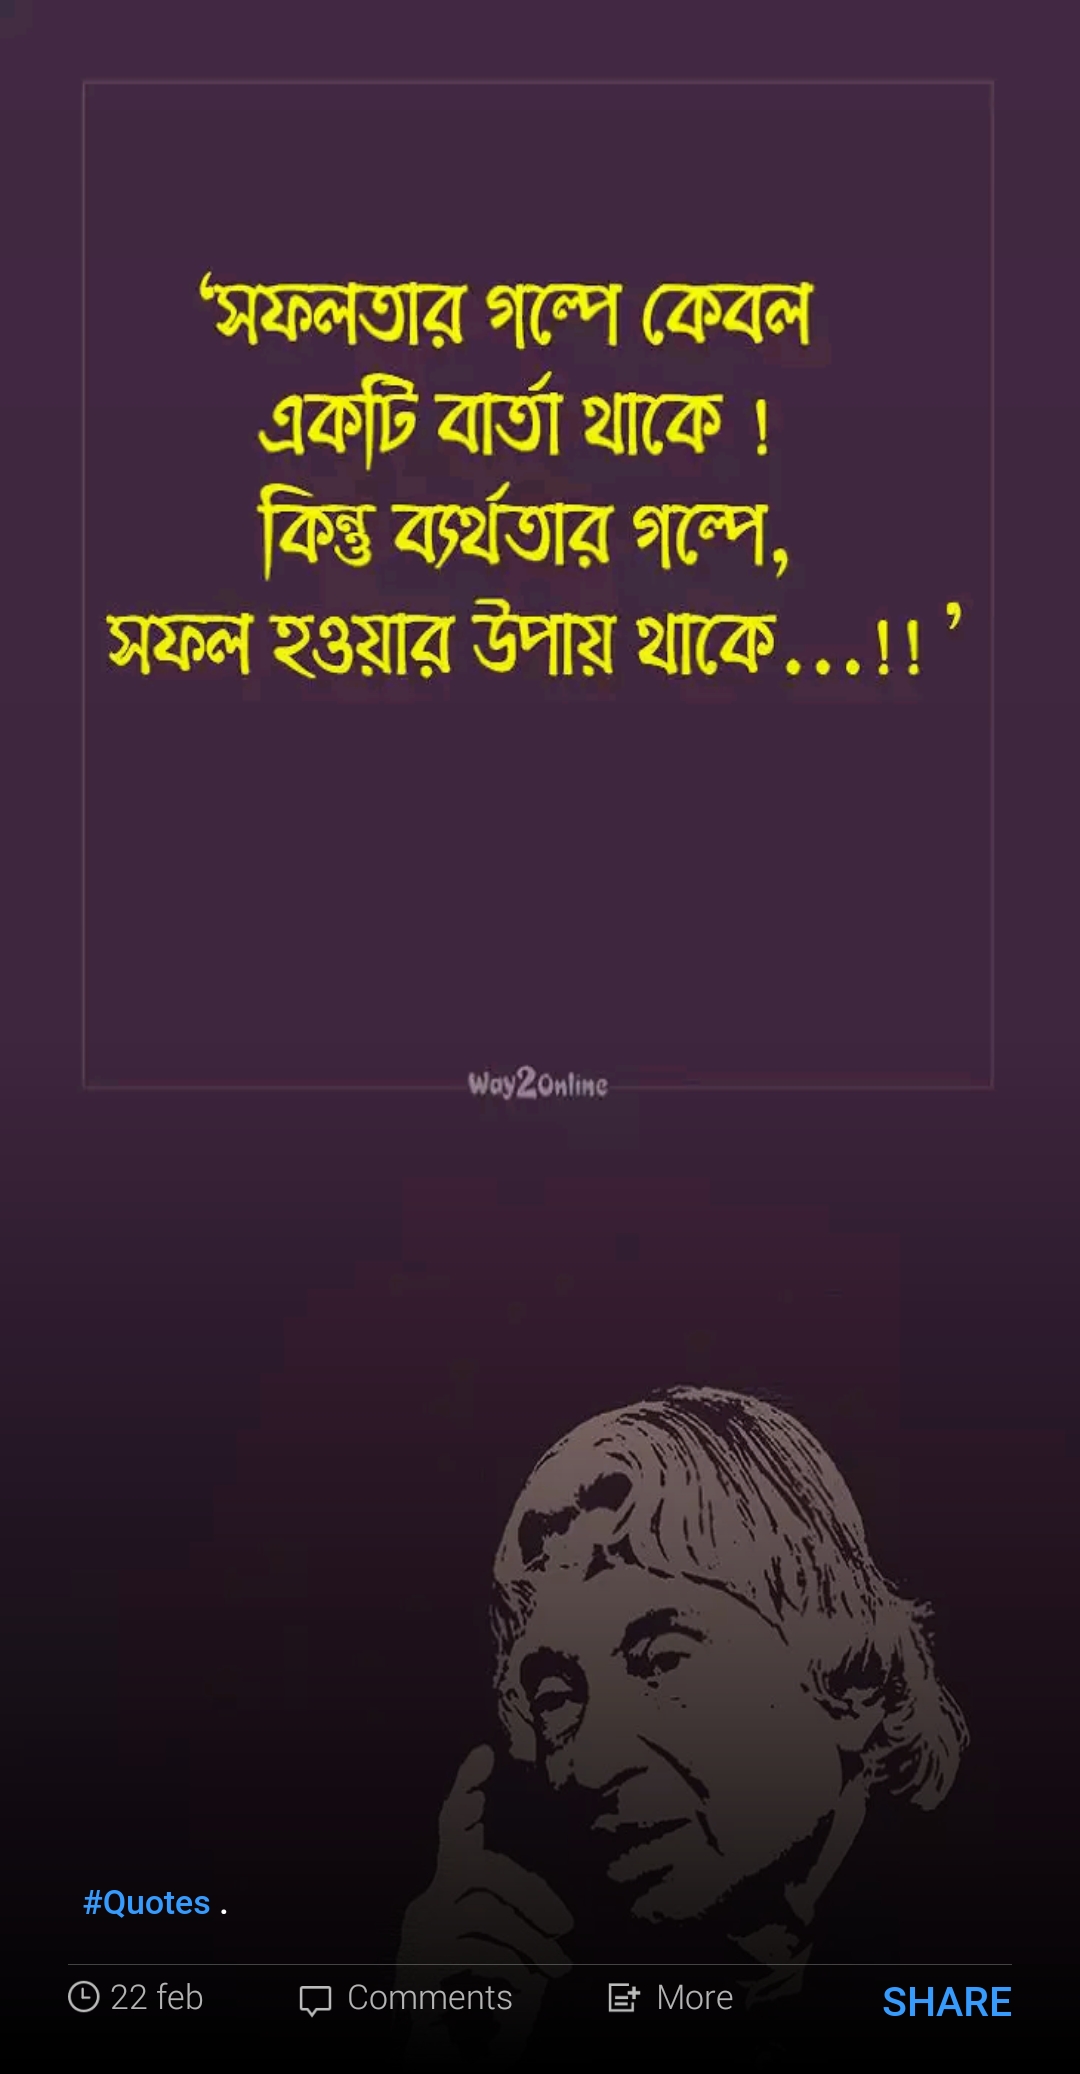 ‘সফলতার গল্পে কেবল
একটি বার্তা থাকে !
কিন্তু ব্যর্থতার গল্পে,
সফল হওয়ার উপায় থাকে...!! ’
Way2Online
#Quotes .
22 feb Comments More SHARE